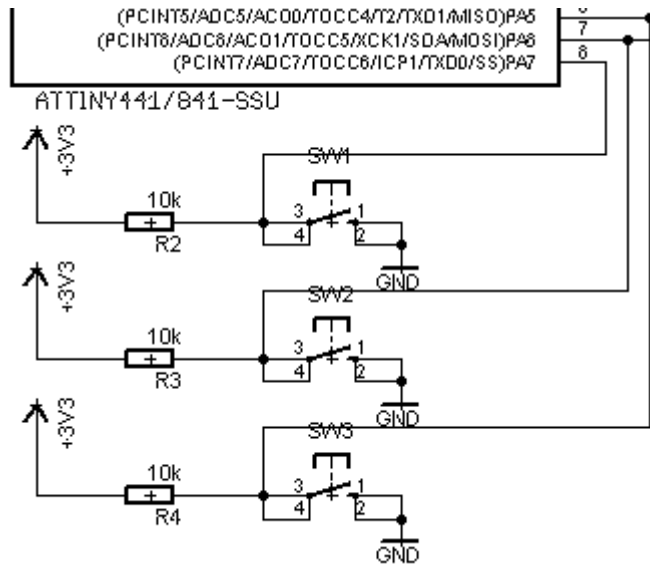 (PCINT5/ADC5/ACO0/TOCC4/T2/TXD1/MISO)PA5
(PCINT6/ADC6/ACO1/TOCC5/XCK1/SDA/MOSI)PA6 7
(PCINT7/ADC7/TOCC6/ICP1/TXD0/SS)PA7 8
ATTINY441/841-SSU
+3V3
SW1
10k
3 1
4 2
R2
GND
+3V3
SW2
10k
3 1
4 2
R3
GND
+3V3
SW3
10k
3 1
4 2
R4
GND